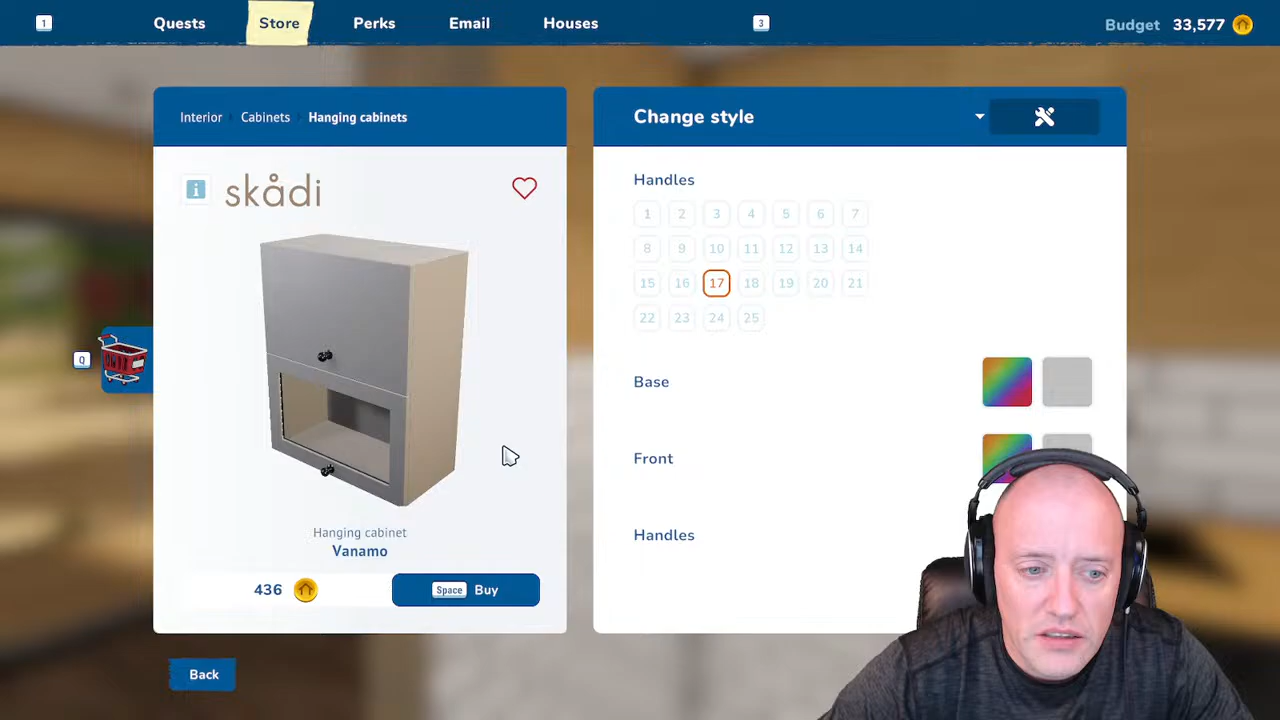 1 Quests Store Perks Email Houses 3 Budget 33,577
Interior Cabinets Hanging cabinets
Change style
i skådi
Handles
1 2 3 4 5 6 7
8 9 10 11 12 13 14
15 16 17 18 19 20 21
22 23 24 25
Q
Base
Front
Handles
Hanging cabinet
Vanamo
436 Space Buy
Back